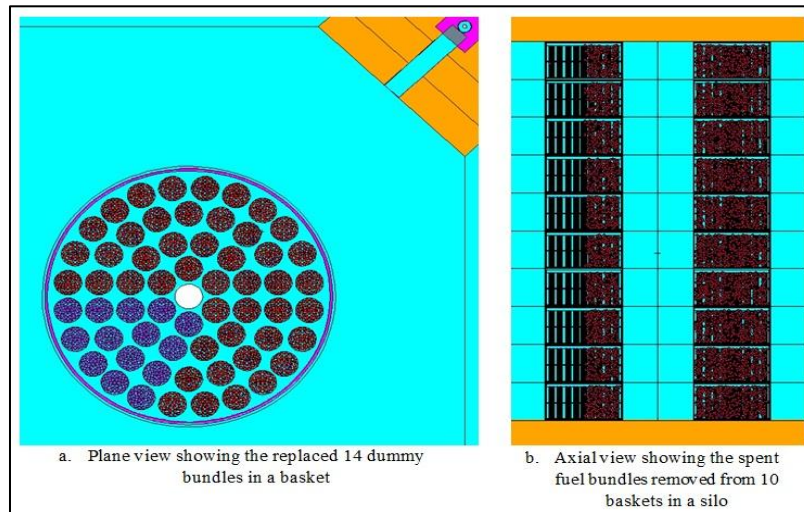 a. Plane view showing the replaced 14 dummy
bundles in a basket
b. Axial view showing the spent
fuel bundles removed from 10
baskets in a silo